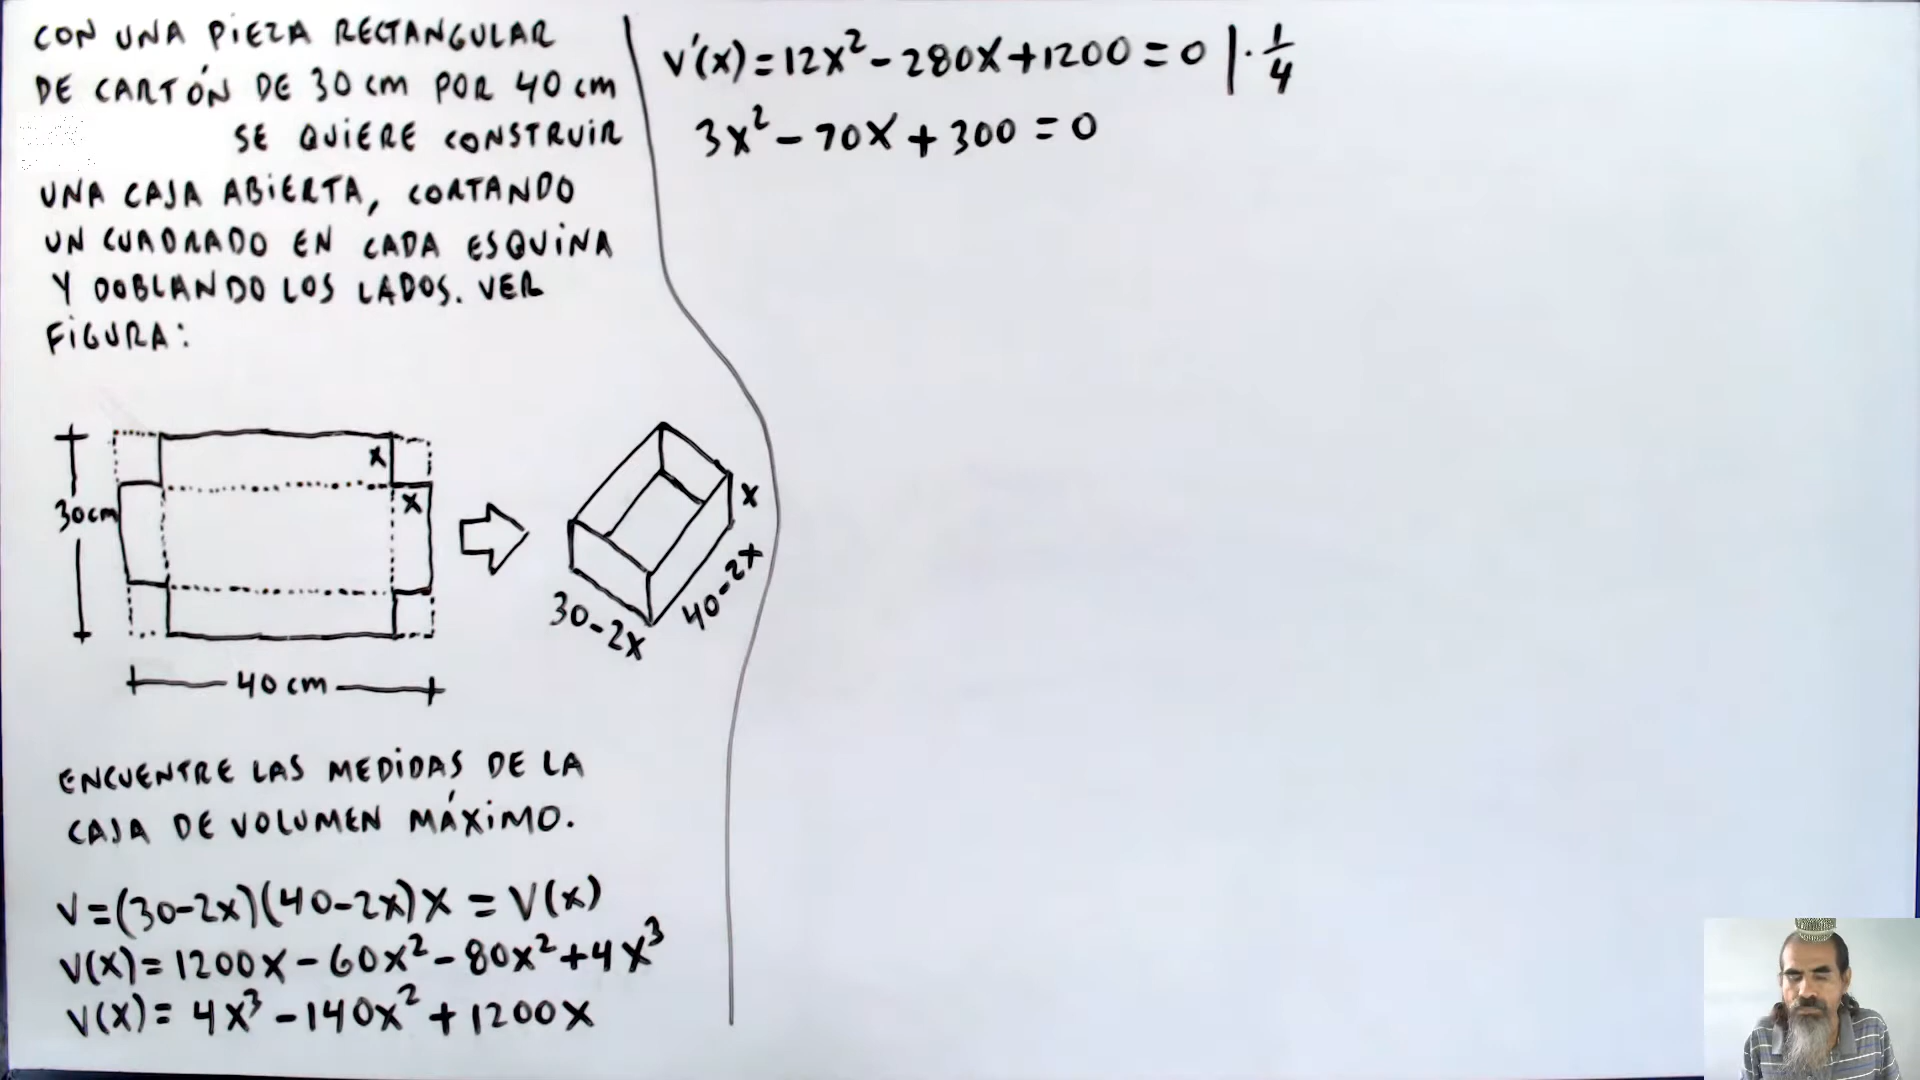 CON UNA PIEZA RECTANGULAR
DE CARTÓN DE 30 cm POR 40 cm
SE QUIERE CONSTRUIR
UNA CAJA ABIERTA, CORTANDO
UN CUADRADO EN CADA ESQUINA
Y DOBLANDO LOS LADOS. VER
FIGURA:
x
x
30cm
40 cm
x
40-2x
30-2x
ENCUENTRE LAS MEDIDAS DE LA
CAJA DE VOLUMEN MÁXIMO.
V=(30-2x)(40-2x)x = V(x)
V(x)=1200x-60x²-80x²+4x³
V(x)= 4x³-140x²+1200x
V'(x)=12x²-280x+1200=0 |·1/4
3x²-70x+300=0